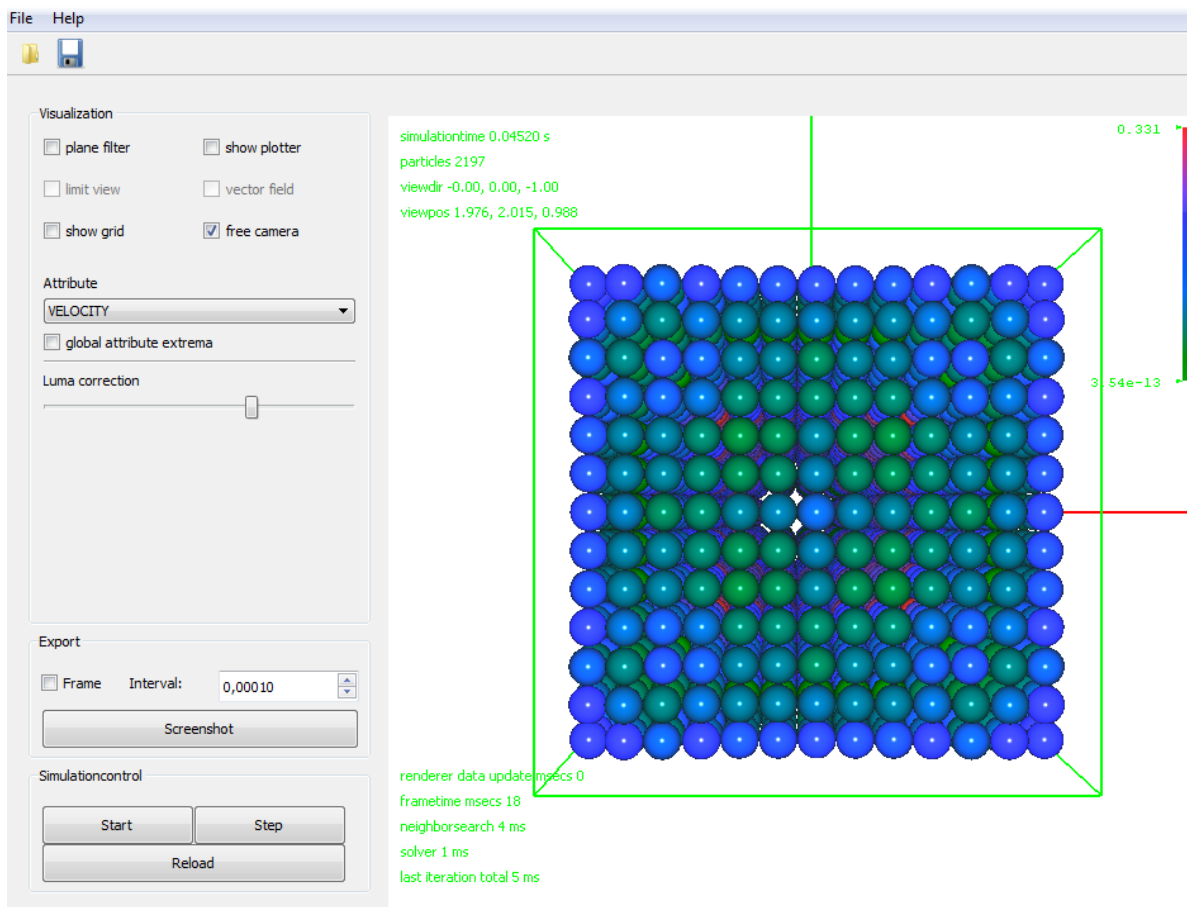 File Help
Visualization
plane filter
show plotter
limit view
vector field
show grid
free camera
Attribute
VELOCITY
global attribute extrema
Luma correction
Export
Frame
Interval:
0,00010
Screenshot
Simulationcontrol
Start
Step
Reload
simulationtime 0.04520 s
particles 2197
viewdir -0.00, 0.00, -1.00
viewpos 1.976, 2.015, 0.988
0.331
3.54e-13
renderer data update msecs 0
frametime msecs 18
neighborsearch 4 ms
solver 1 ms
last iteration total 5 ms